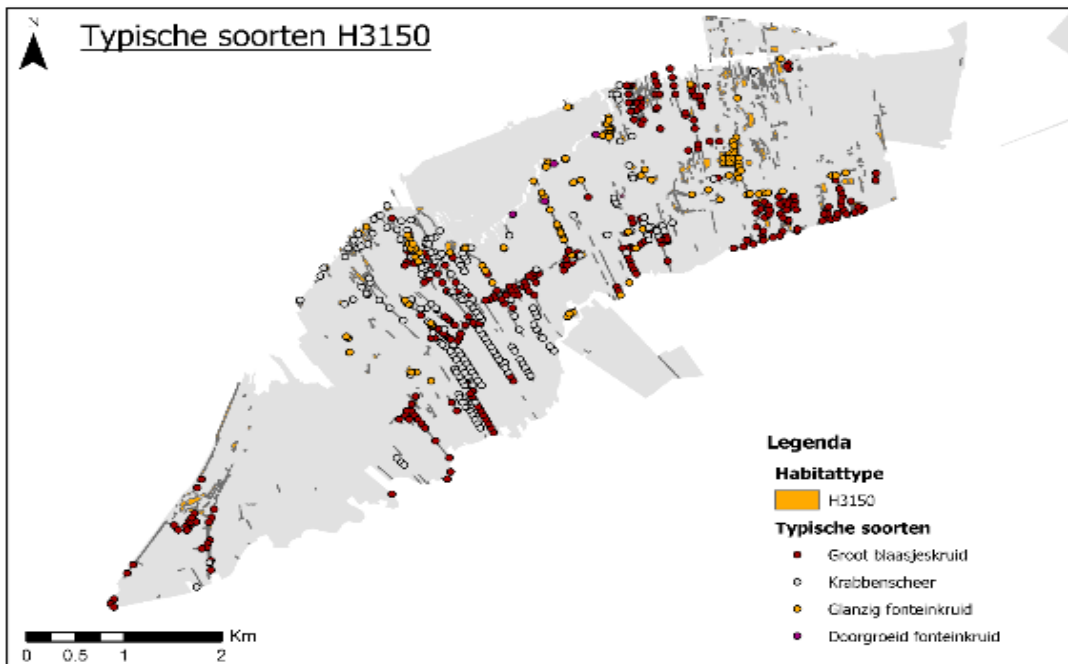 N
Typische soorten H3150
Legenda
Habitattype
H3150
Typische soorten
Groot blaasjeskruid
Krabbenscheer
Glanzig fonteinkruid
Doorgroeid fonteinkruid
Km
0 0.5 1 2